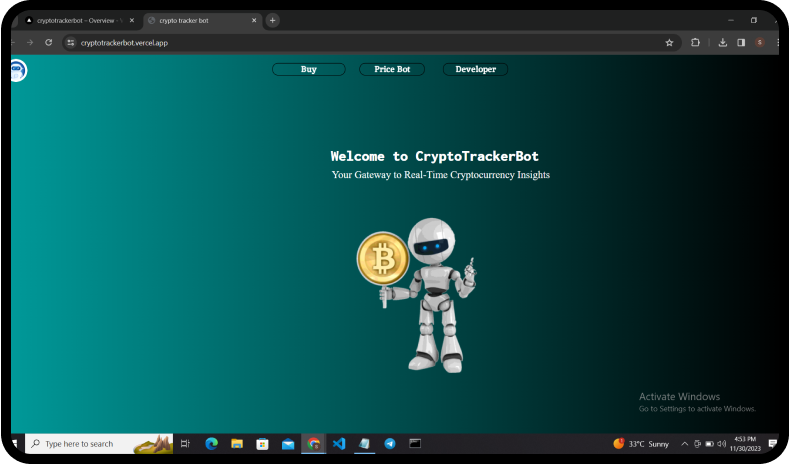 cryptotrackerbot – Overview –
crypto tracker bot
cryptotrackerbot.vercel.app
S
Buy
Price Bot
Developer
Welcome to CryptoTrackerBot
Your Gateway to Real-Time Cryptocurrency Insights
B
Activate Windows
Go to Settings to activate Windows.
Type here to search
33°C Sunny
4:53 PM
11/30/2023